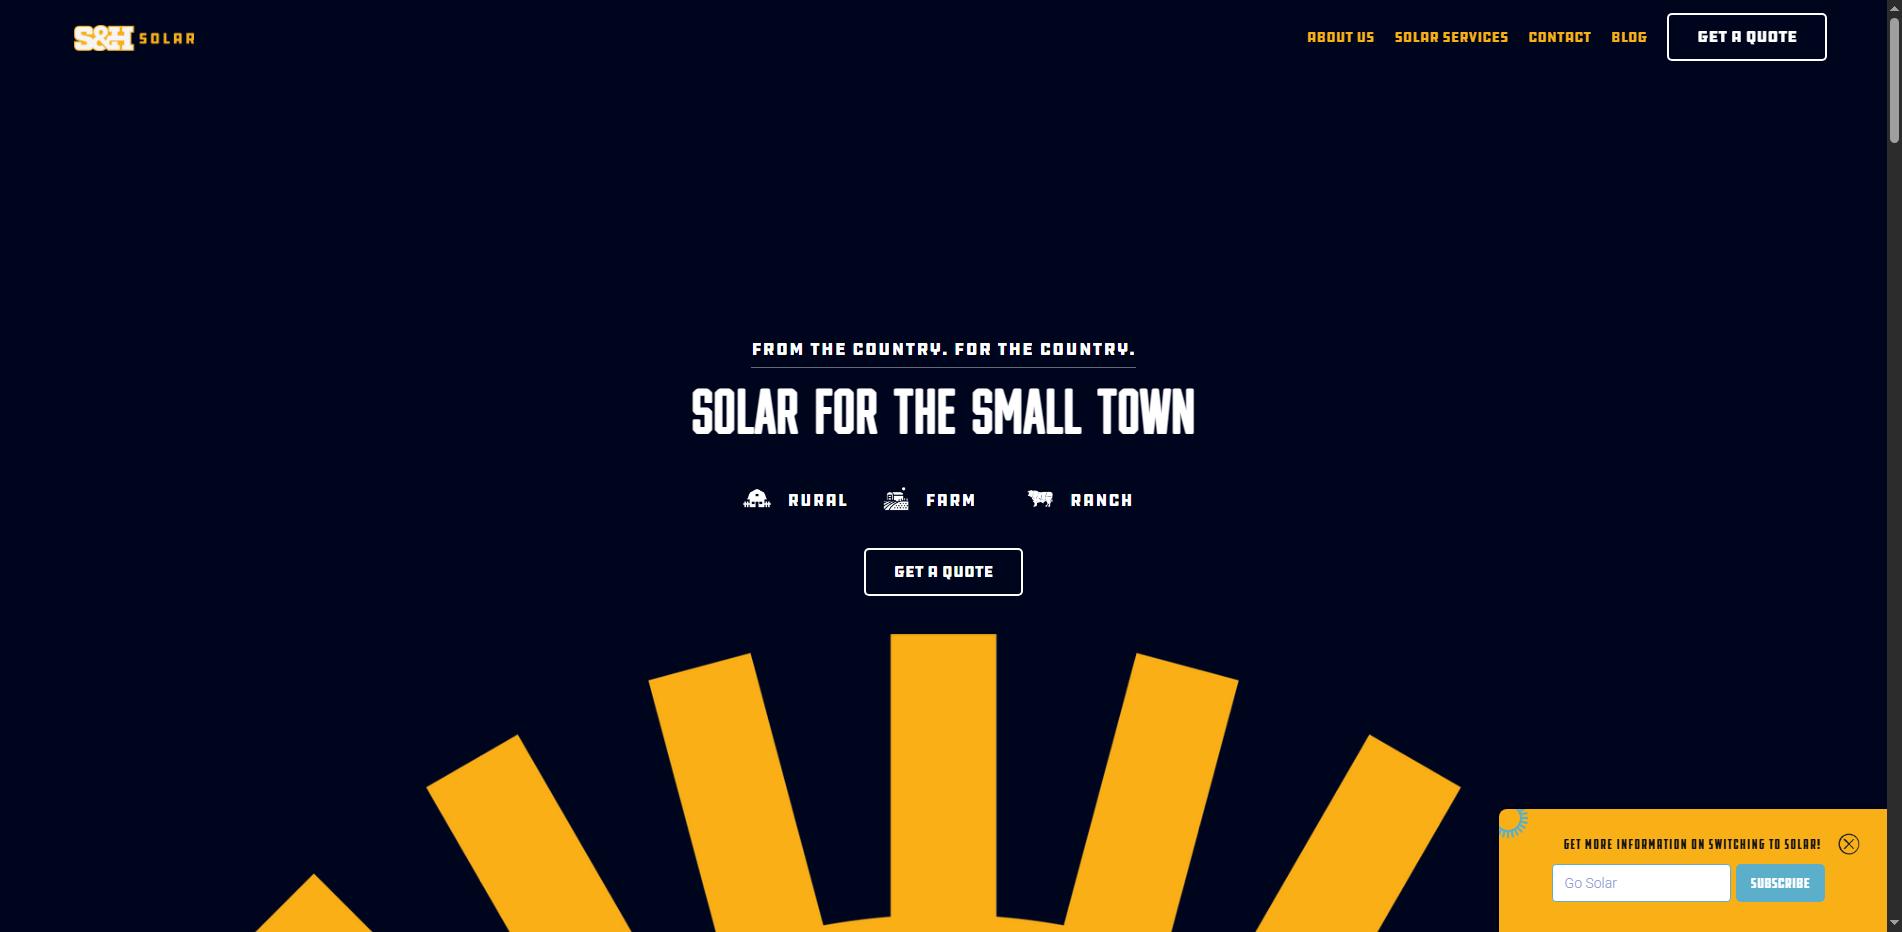 S&H SOLAR
ABOUT US
SOLAR SERVICES
CONTACT
BLOG
GET A QUOTE
FROM THE COUNTRY. FOR THE COUNTRY.
SOLAR FOR THE SMALL TOWN
RURAL
FARM
RANCH
GET A QUOTE
GET MORE INFORMATION ON SWITCHING TO SOLAR!
Go Solar
SUBSCRIBE